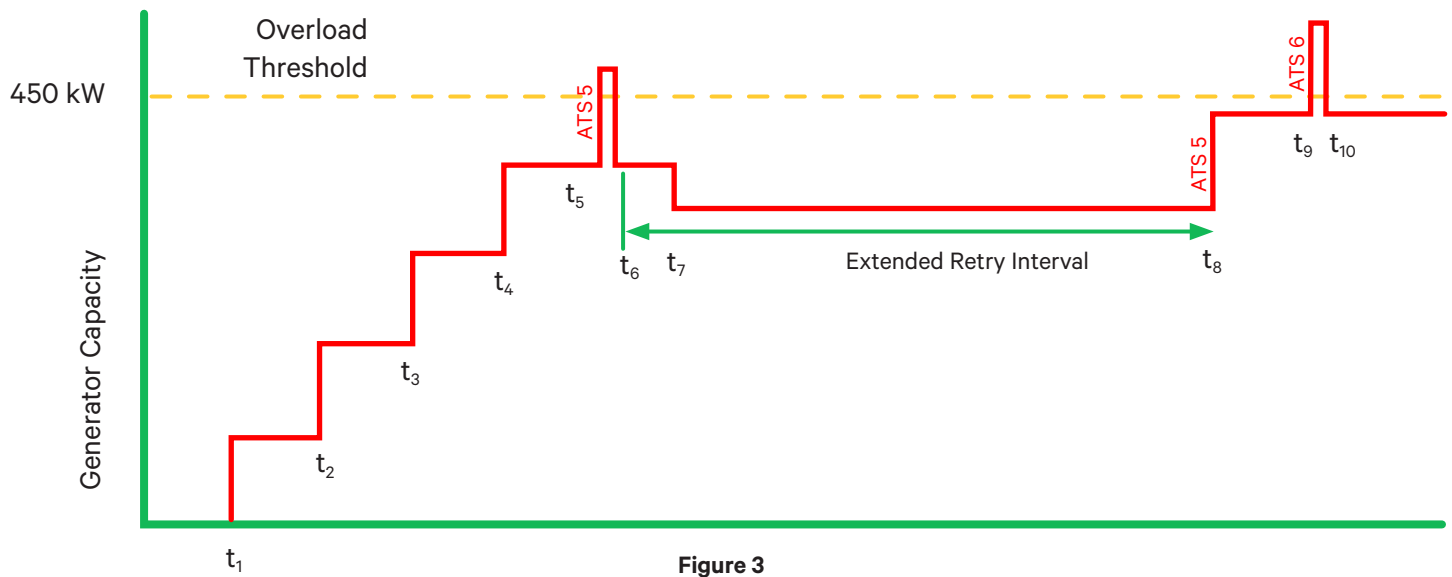 Overload
Threshold
450 kW
Generator Capacity
ATS 5
ATS 5
ATS 6
t₁
t₂
t₃
t₄
t₅
t₆
t₇
Extended Retry Interval
t₈
t₉
t₁₀
Figure 3